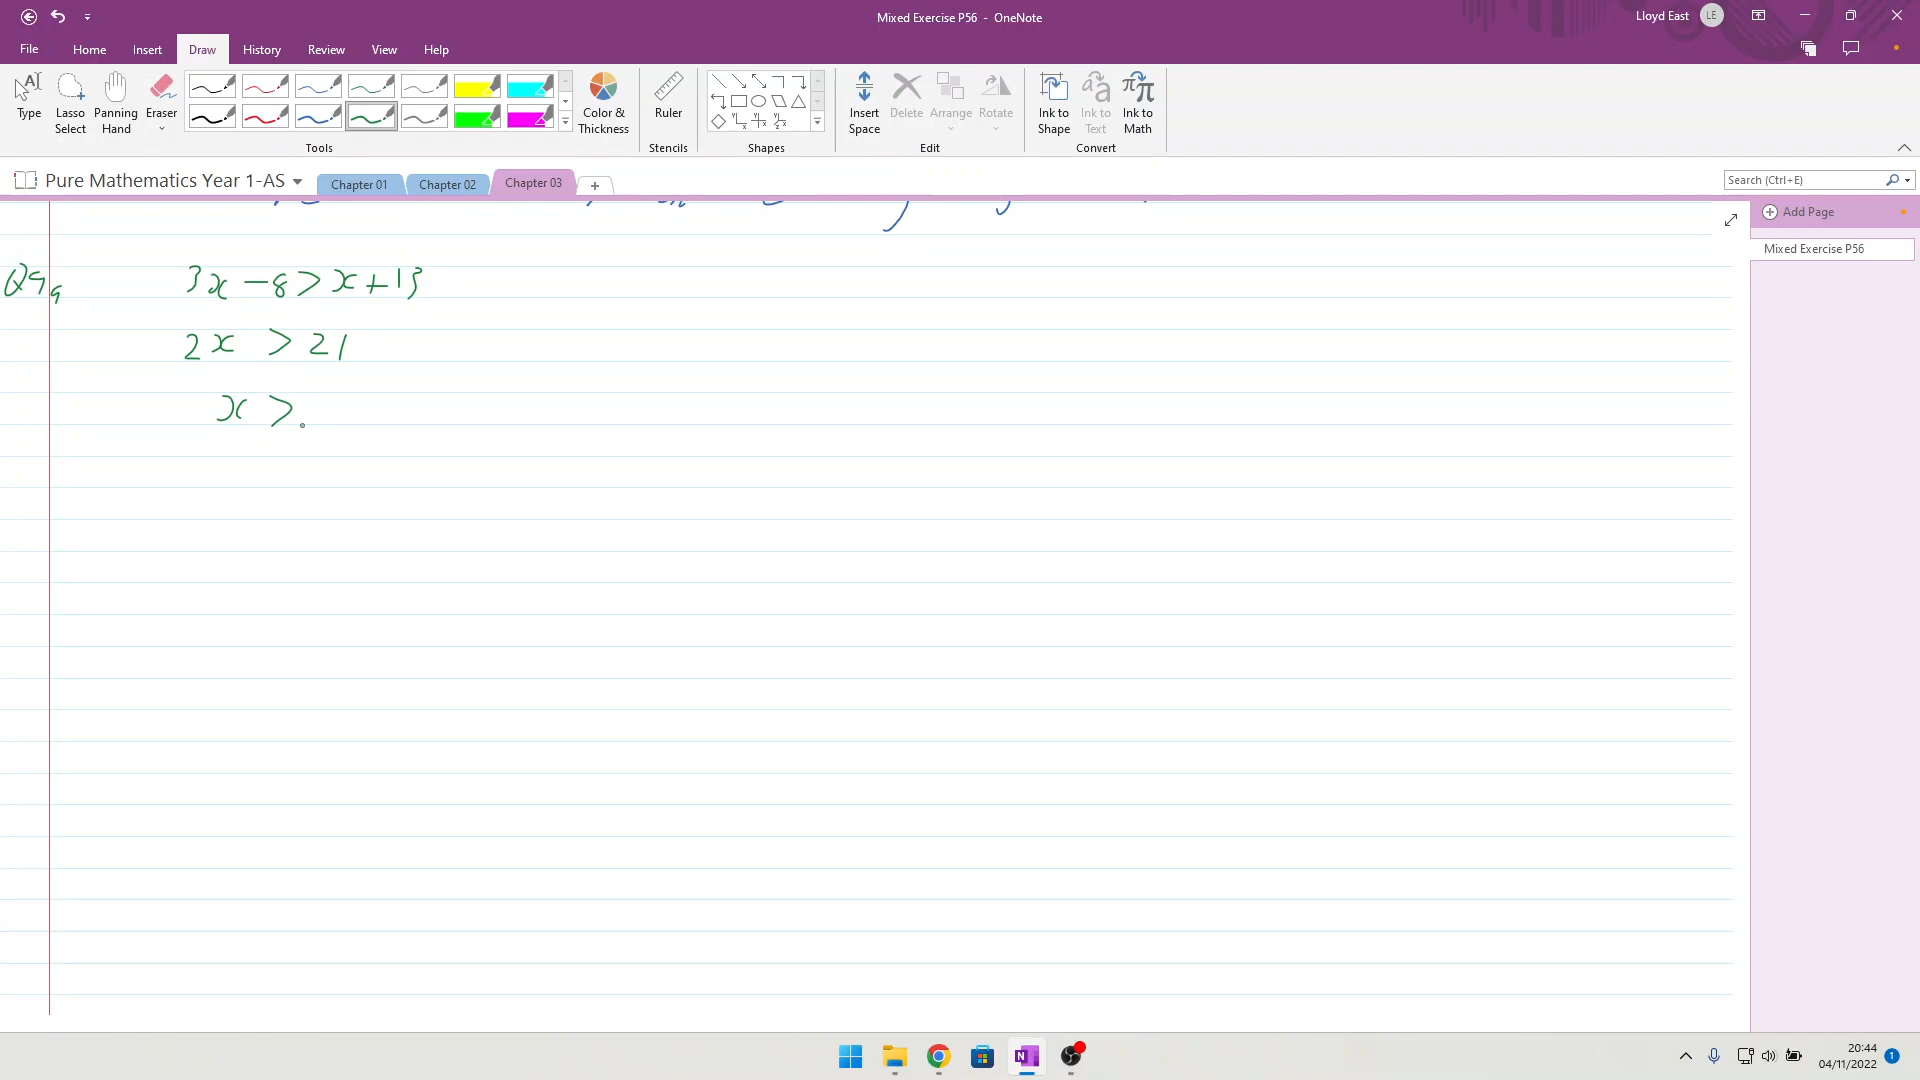 Mixed Exercise P56 - OneNote
Lloyd East LE
File Home Insert Draw History Review View Help
Type
Lasso Select
Panning Hand
Eraser
Color & Thickness
Ruler
Insert Space
Delete
Arrange
Rotate
Ink to Shape
Ink to Text
Ink to Math
Tools Stencils Shapes Edit Convert
Pure Mathematics Year 1-AS Chapter 01 Chapter 02 Chapter 03 Search (Ctrl+E)
Add Page
Mixed Exercise P56
Q9a 3x - 8 > x + 13
2x > 21
x >
20:44
04/11/2022 1